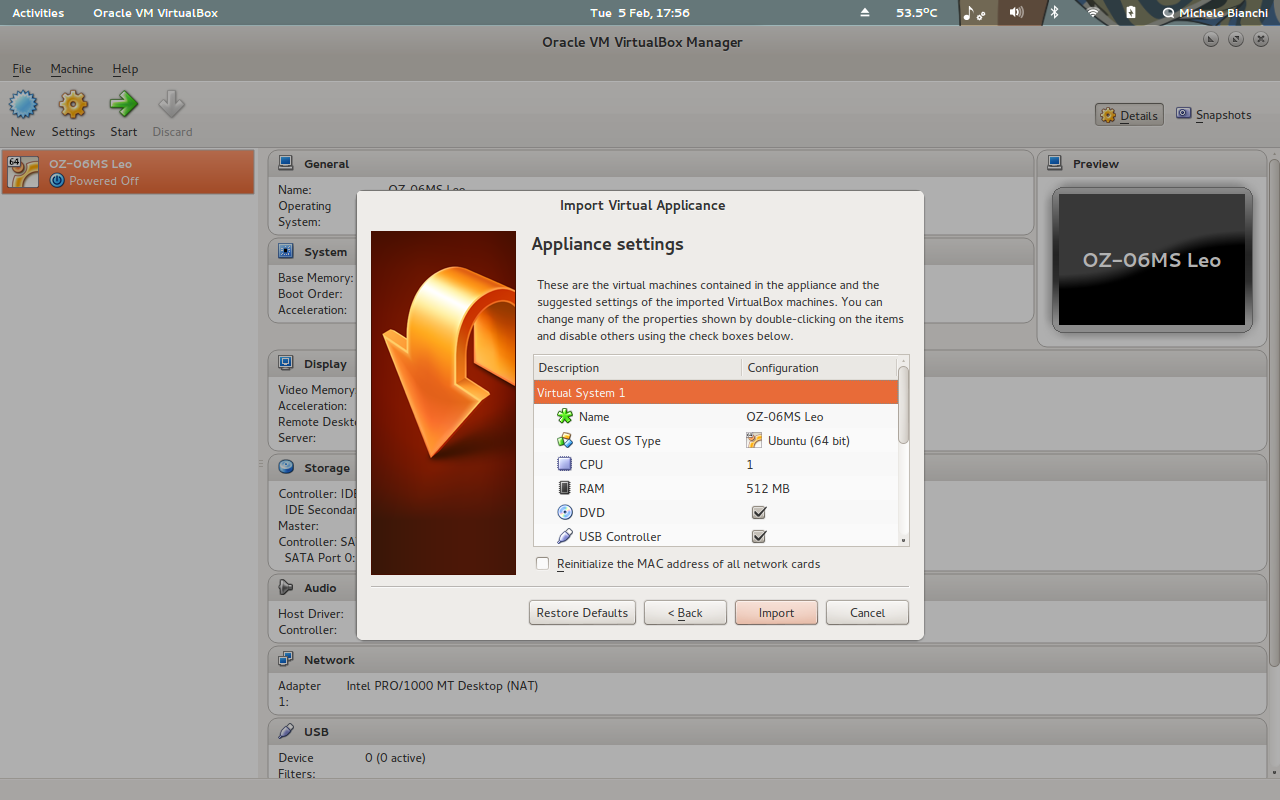 Activities Oracle VM VirtualBox Tue 5 Feb, 17:56 53.5°C Michele Bianchi
Oracle VM VirtualBox Manager
File Machine Help
New Settings Start Discard Details Snapshots
64 OZ-06MS Leo
Powered Off
General
Name: OZ-06MS Leo
Operating
System:
System
Base Memory:
Boot Order:
Acceleration:
Display
Video Memory
Acceleration:
Remote Deskt
Server:
Storage
Controller: IDE
IDE Secondar
Master:
Controller: SA
SATA Port 0:
Audio
Host Driver:
Controller:
Network
Adapter Intel PRO/1000 MT Desktop (NAT)
1:
USB
Device 0 (0 active)
Filters:
Preview
OZ-06MS Leo
Import Virtual Applicance
Appliance settings
These are the virtual machines contained in the appliance and the
suggested settings of the imported VirtualBox machines. You can
change many of the properties shown by double-clicking on the items
and disable others using the check boxes below.
Description Configuration
Virtual System 1
Name OZ-06MS Leo
Guest OS Type Ubuntu (64 bit)
CPU 1
RAM 512 MB
DVD
USB Controller
Reinitialize the MAC address of all network cards
Restore Defaults < Back Import Cancel